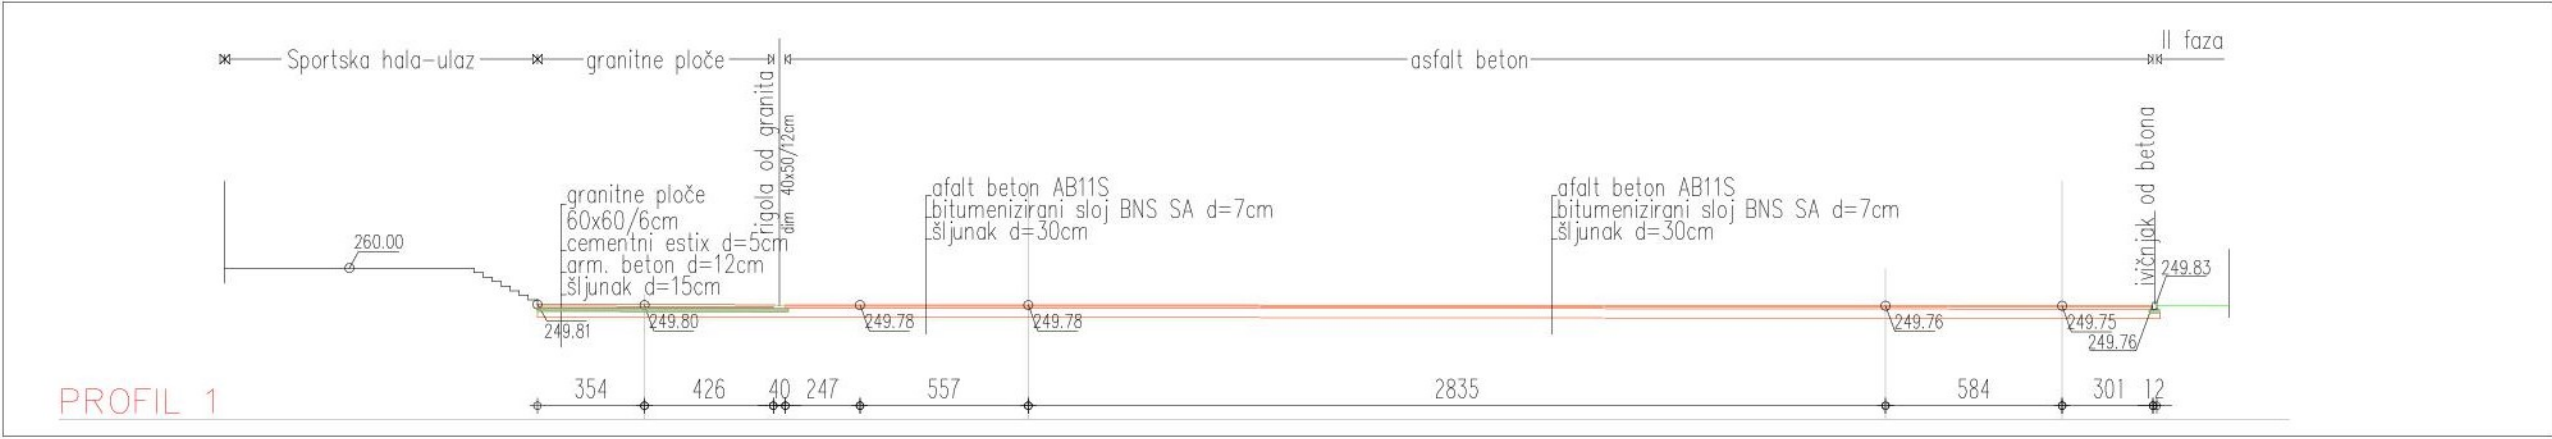 II faza
Sportska hala-ulaz
granitne ploče
asfalt beton
rigola od granita
dim 40x50/12cm
ivičnjak od betona
granitne ploče
60x60/6cm
cementni estix d=5cm
arm. beton d=12cm
šljunak d=15cm
afalt beton AB11S
bitumenizirani sloj BNS SA d=7cm
šljunak d=30cm
afalt beton AB11S
bitumenizirani sloj BNS SA d=7cm
šljunak d=30cm
260.00
249.83
249.81
249.80
249.78
249.78
249.76
249.75
249.76
354
426
40
247
557
2835
584
301
12
PROFIL 1